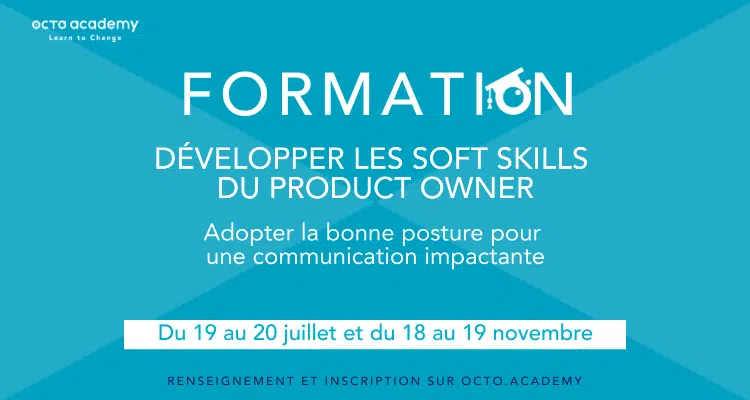 OCTO academy
Learn to Change
FORMATION
DÉVELOPPER LES SOFT SKILLS
DU PRODUCT OWNER
Adopter la bonne posture pour
une communication impactante
Du 19 au 20 juillet et du 18 au 19 novembre
RENSEIGNEMENT ET INSCRIPTION SUR OCTO.ACADEMY